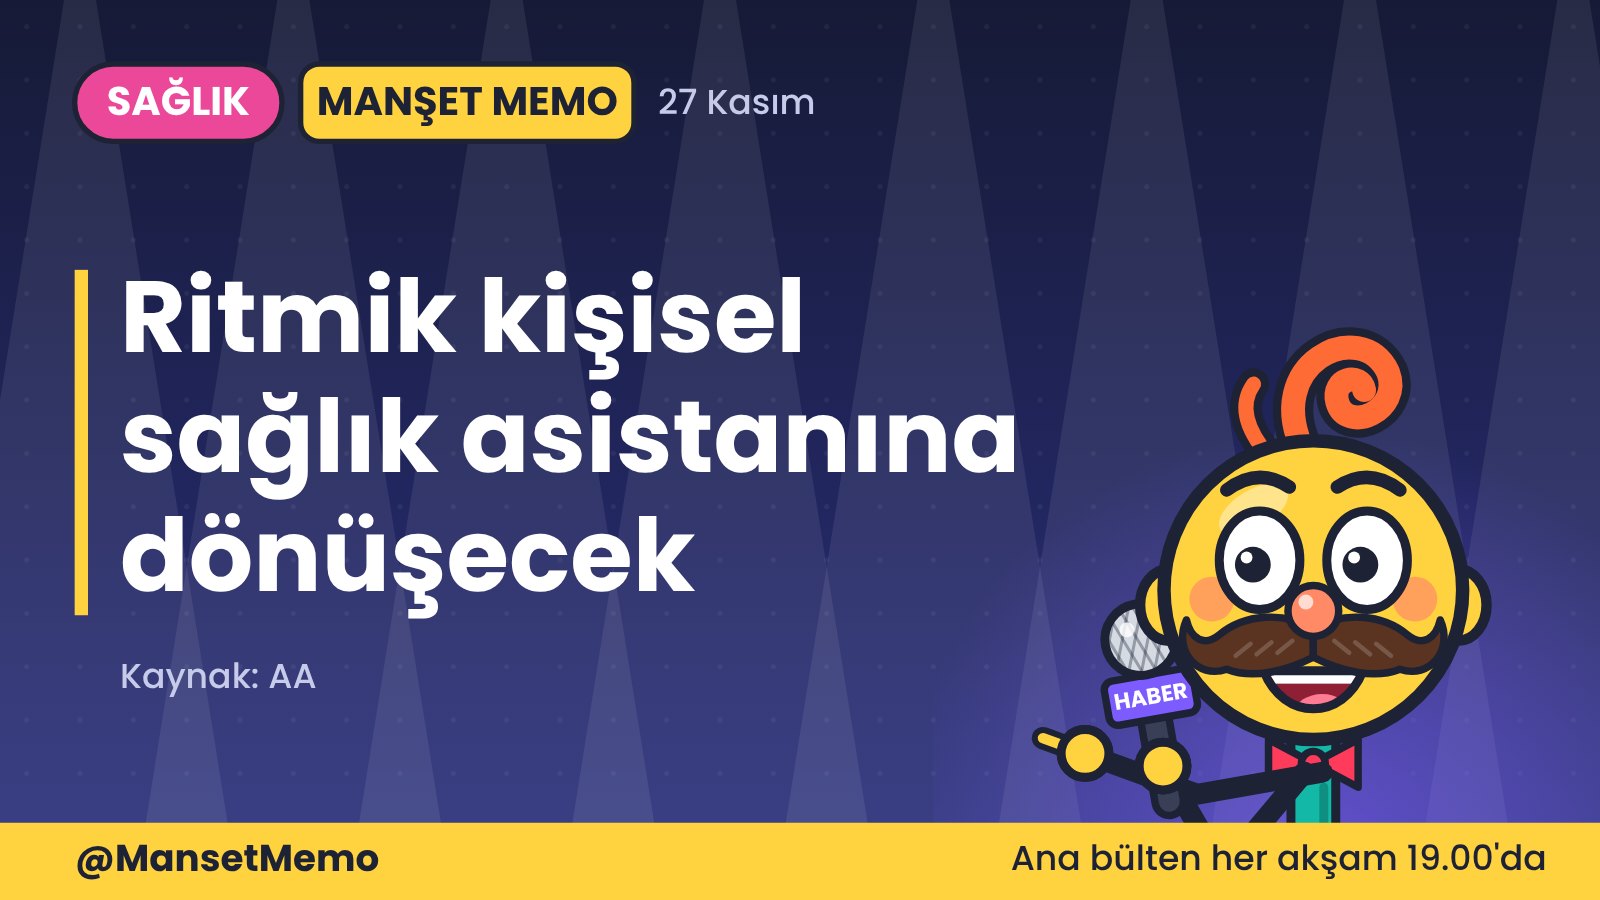 SAĞLIK MANŞET MEMO 27 Kasım
Ritmik kişisel
sağlık asistanına
dönüşecek
Kaynak: AA
HABER
@MansetMemo Ana bülten her akşam 19.00'da